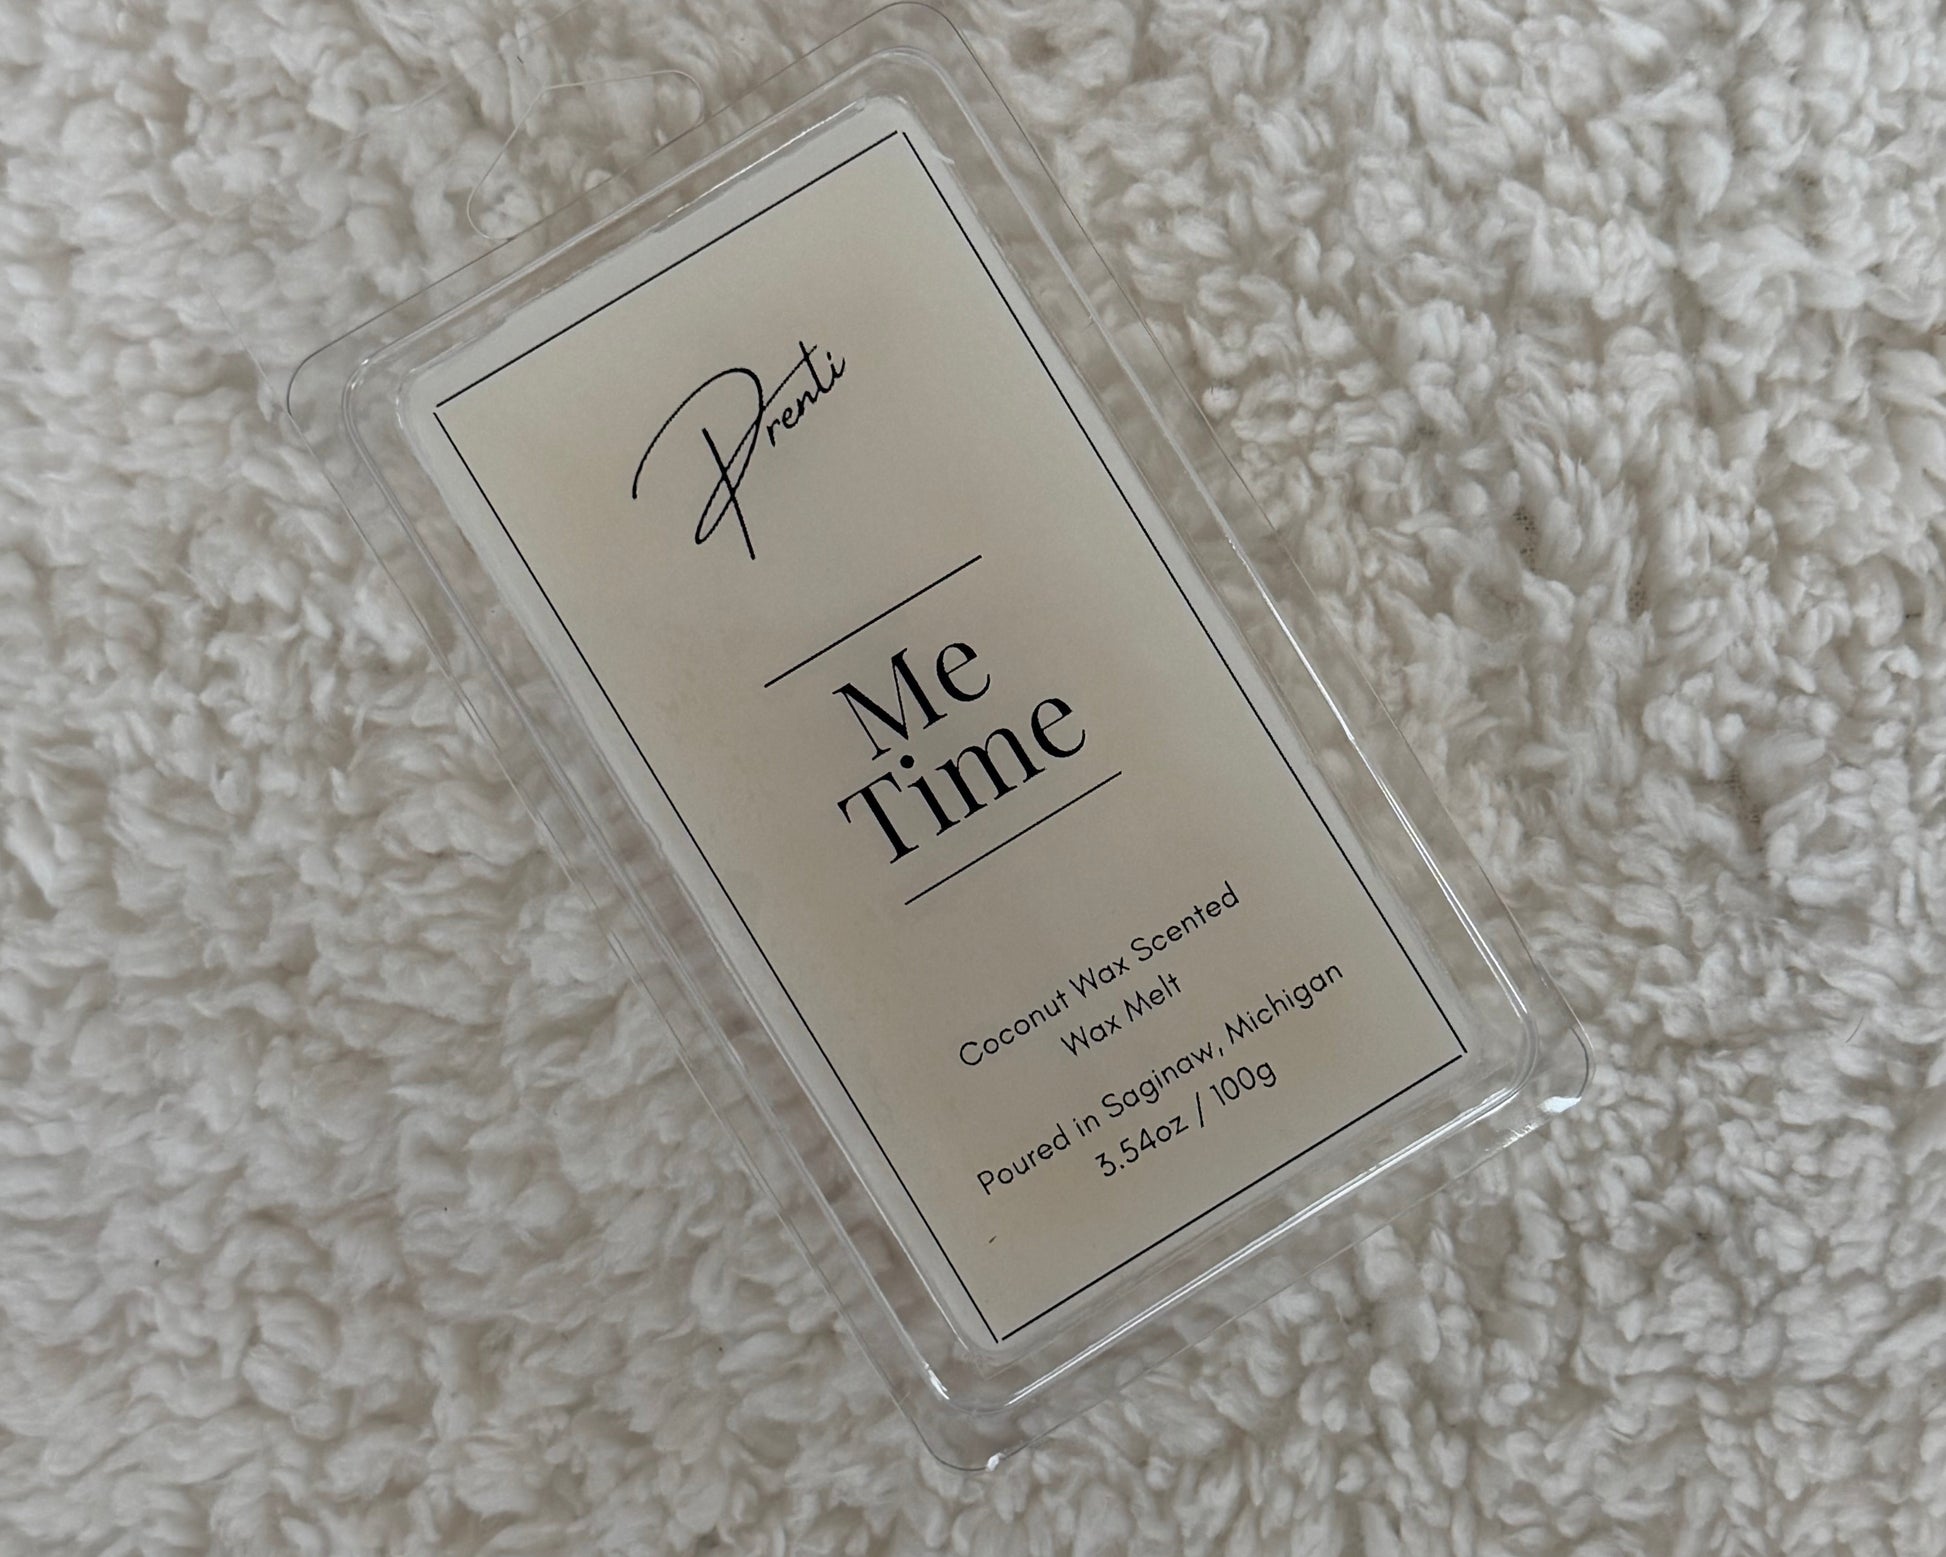 Prenti
Me
Time
Coconut Wax Scented
Wax Melt
Poured in Saginaw, Michigan
3.54oz / 100g